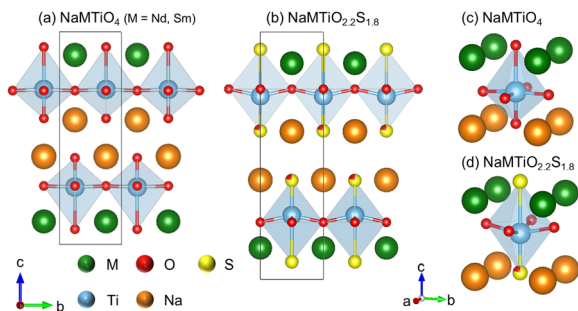 (a) NaMTiO₄ (M = Nd, Sm)
(b) NaMTiO₂.₂S₁.₈
(c) NaMTiO₄
(d) NaMTiO₂.₂S₁.₈
M
O
S
Ti
Na
c
b
c
a
b